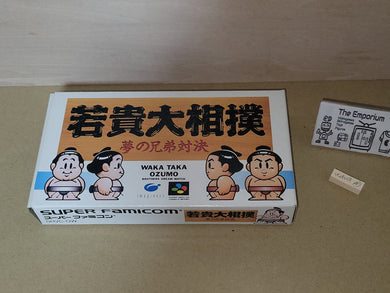 若貴大相撲
夢の兄弟対決
WAKA TAKA
OZUMO
BROTHERS DREAM MATCH
SUPER FAMICOM
スーパーファミコン
若貴大相撲
The Emporium